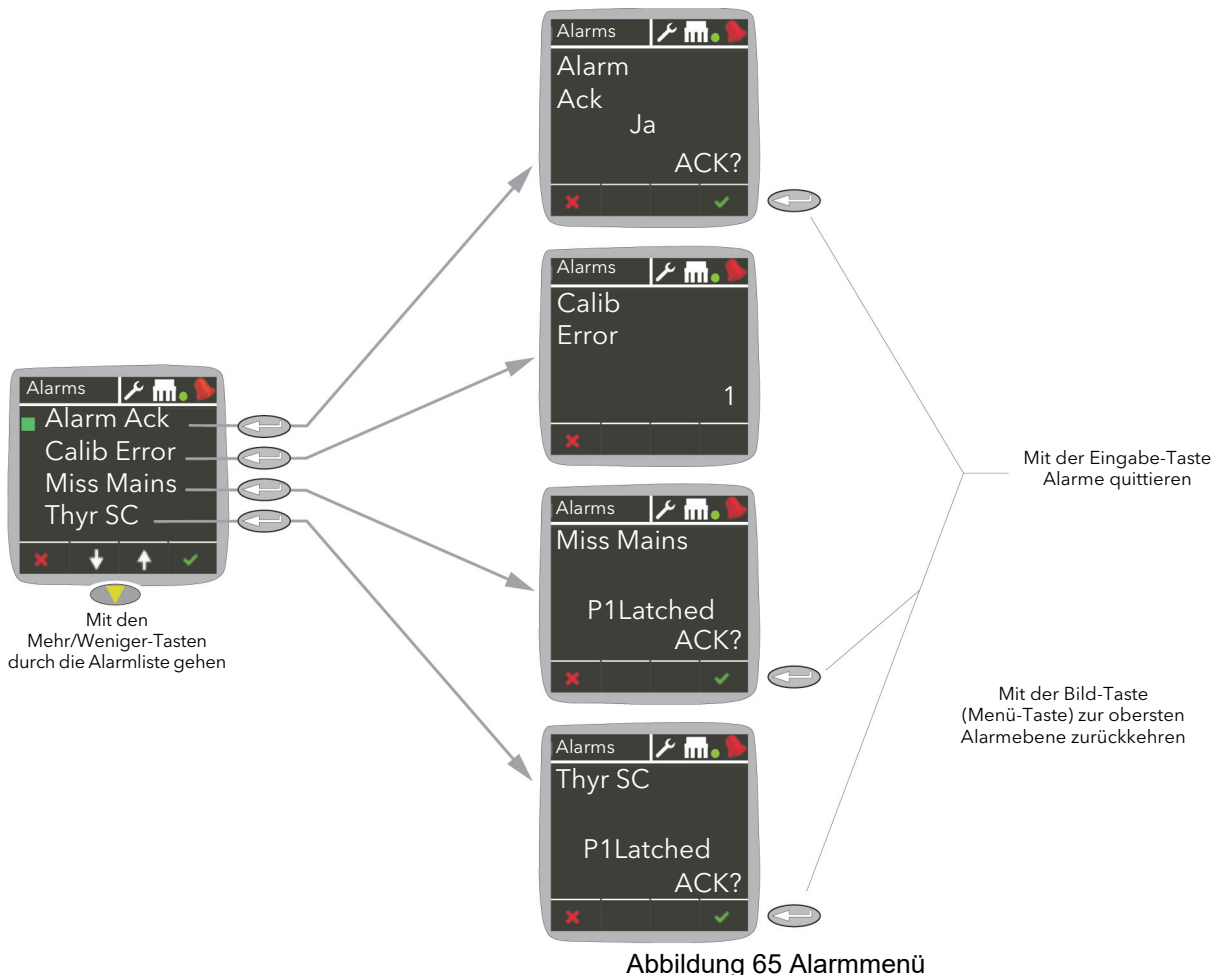 Alarms
Alarm
Ack
Ja
ACK?
Alarms
Calib
Error
1
Alarms
Alarm Ack
Calib Error
Miss Mains
Thyr SC
Mit den
Mehr/Weniger-Tasten
durch die Alarmliste gehen
Alarms
Miss Mains
P1Latched
ACK?
Alarms
Thyr SC
P1Latched
ACK?
Mit der Eingabe-Taste
Alarme quittieren
Mit der Bild-Taste
(Menü-Taste) zur obersten
Alarmebene zurückkehren
Abbildung 65 Alarmmenü